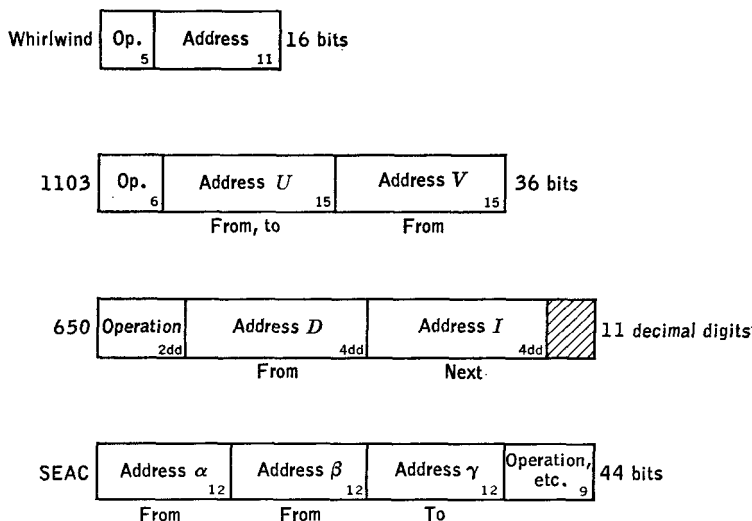 Whirlwind Op. 5 Address 11 16 bits
1103 Op. 6 Address U 15 Address V 15 36 bits
From, to From
650 Operation 2dd Address D 4dd Address I 4dd 11 decimal digits
From Next
SEAC Address α 12 Address β 12 Address γ 12 Operation, etc. 9 44 bits
From From To